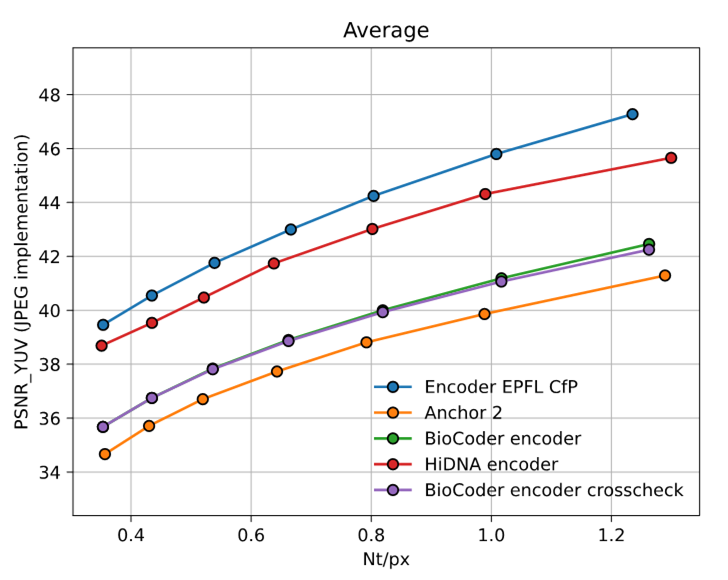 Average
PSNR_YUV (JPEG implementation)
48
46
44
42
40
38
36
34
Encoder EPFL CfP
Anchor 2
BioCoder encoder
HiDNA encoder
BioCoder encoder crosscheck
0.4 0.6 0.8 1.0 1.2
Nt/px